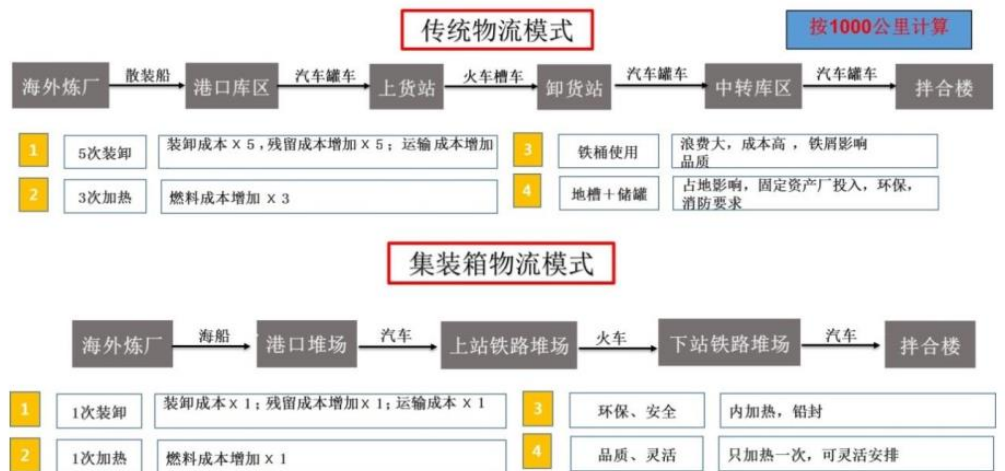 传统物流模式
按1000公里计算
海外炼厂
散装船
港口库区
汽车罐车
上货站
火车槽车
卸货站
汽车罐车
中转库区
汽车罐车
拌合楼
1
5次装卸
装卸成本×5,残留成本增加×5；运输成本增加
3
铁桶使用
浪费大，成本高，铁屑影响
品质
2
3次加热
燃料成本增加×3
4
地槽＋储罐
占地影响，固定资产厂投入，环保，
消防要求
集装箱物流模式
海外炼厂
海船
港口堆场
汽车
上站铁路堆场
火车
下站铁路堆场
汽车
拌合楼
1
1次装卸
装卸成本×1；残留成本增加×1；运输成本×1
3
环保、安全
内加热，铅封
2
1次加热
燃料成本增加×1
4
品质、灵活
只加热一次，可灵活安排